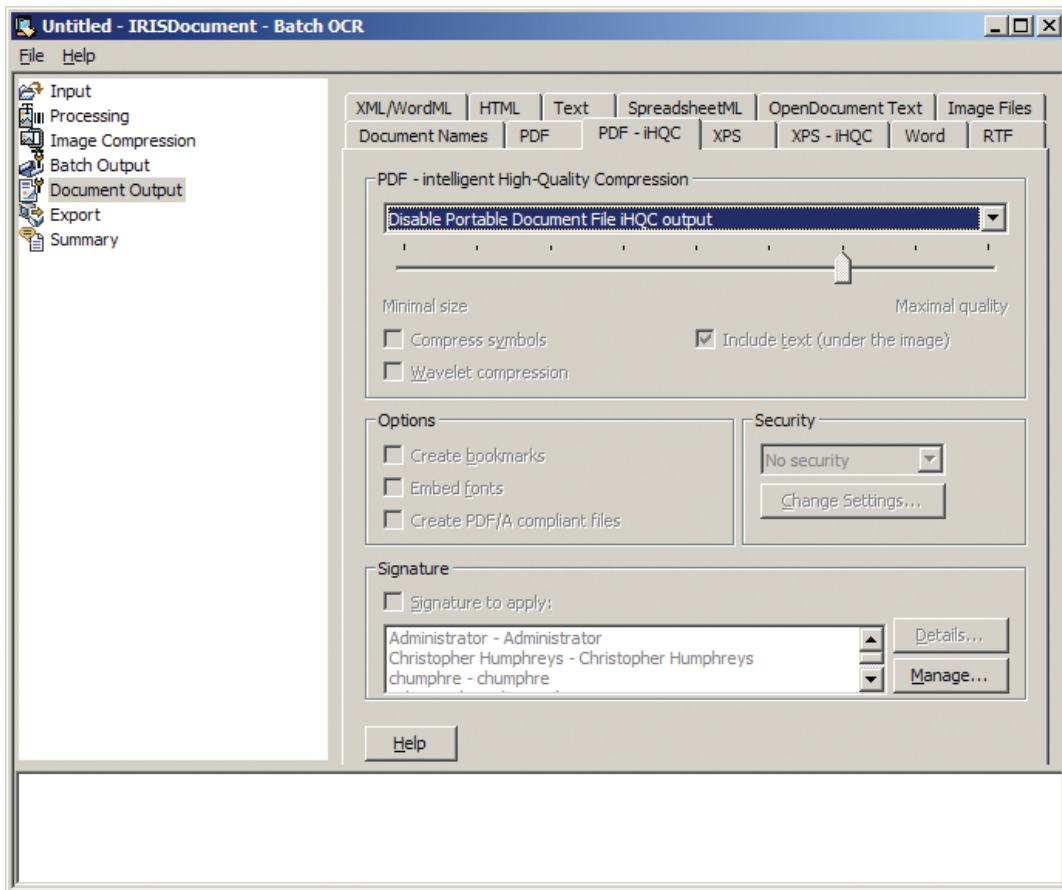 Untitled - IRISDocument - Batch OCR
File Help
Input
Processing
Image Compression
Batch Output
Document Output
Export
Summary
XML/WordML HTML Text SpreadsheetML OpenDocument Text Image Files
Document Names PDF PDF - iHQC XPS XPS - iHQC Word RTF
PDF - intelligent High-Quality Compression
Disable Portable Document File iHQC output
Minimal size Maximal quality
Compress symbols Include text (under the image)
Wavelet compression
Options Security
Create bookmarks No security
Embed fonts Change Settings...
Create PDF/A compliant files
Signature
Signature to apply:
Administrator - Administrator Details...
Christopher Humphreys - Christopher Humphreys
chumphre - chumphre Manage...
Help